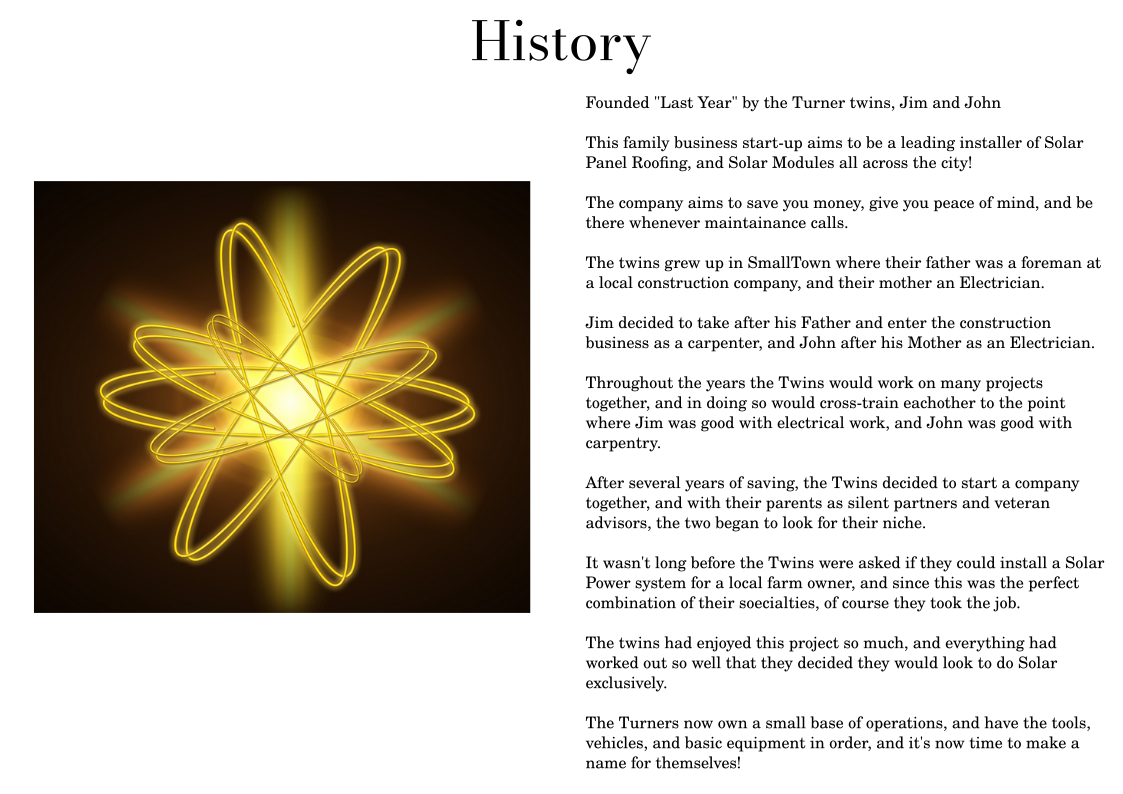 History
Founded "Last Year" by the Turner twins, Jim and John
This family business start-up aims to be a leading installer of Solar
Panel Roofing, and Solar Modules all across the city!
The company aims to save you money, give you peace of mind, and be
there whenever maintainance calls.
The twins grew up in SmallTown where their father was a foreman at
a local construction company, and their mother an Electrician.
Jim decided to take after his Father and enter the construction
business as a carpenter, and John after his Mother as an Electrician.
Throughout the years the Twins would work on many projects
together, and in doing so would cross-train eachother to the point
where Jim was good with electrical work, and John was good with
carpentry.
After several years of saving, the Twins decided to start a company
together, and with their parents as silent partners and veteran
advisors, the two began to look for their niche.
It wasn't long before the Twins were asked if they could install a Solar
Power system for a local farm owner, and since this was the perfect
combination of their soecialties, of course they took the job.
The twins had enjoyed this project so much, and everything had
worked out so well that they decided they would look to do Solar
exclusively.
The Turners now own a small base of operations, and have the tools,
vehicles, and basic equipment in order, and it's now time to make a
name for themselves!